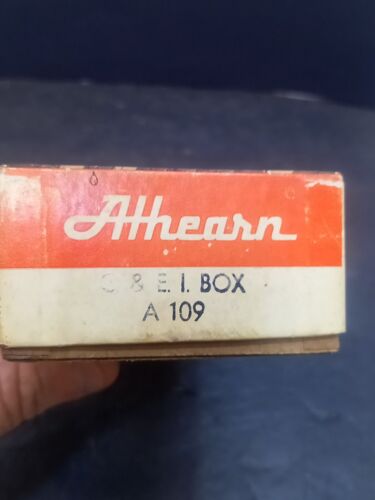 Athearn
C & E. I. BOX
A 109